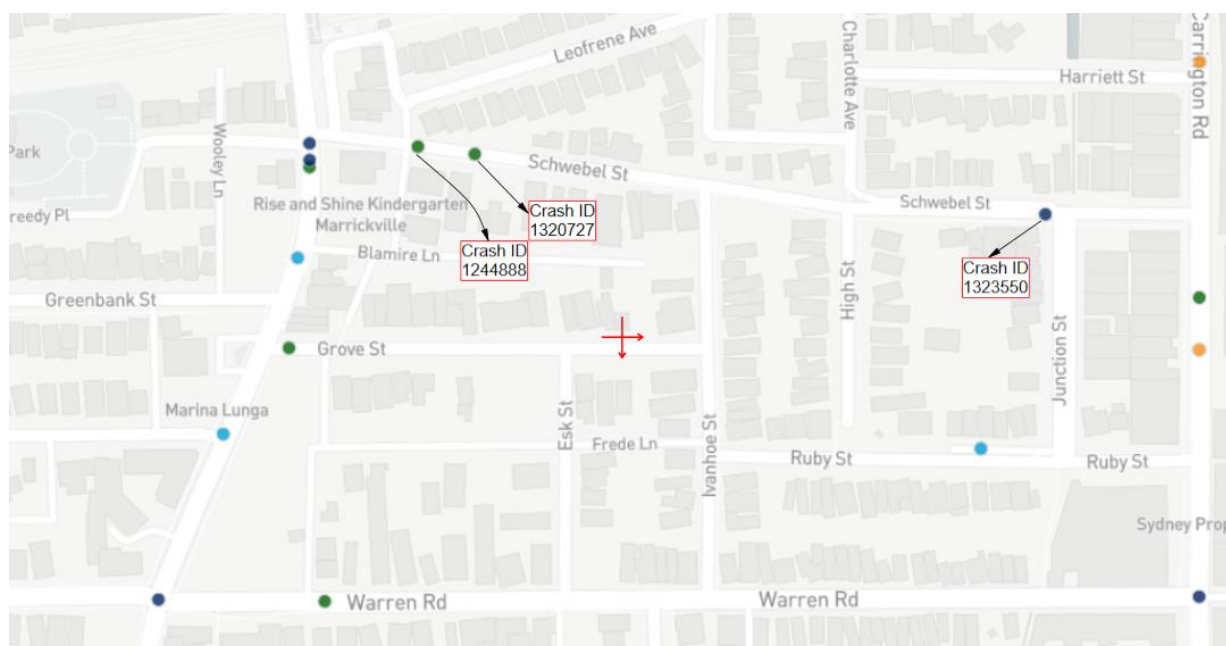 Leofrene Ave
Charlotte Ave
Harriett St
Carrington Rd
Park
Wooley Ln
Schwebel St
Rise and Shine Kindergarten
Marrickville
reedy Pl
Crash ID
1320727
Schwebel St
Blamire Ln
Crash ID
1244888
Crash ID
1323550
Greenbank St
High St
Grove St
Junction St
Marina Lunga
Esk St
Frede Ln
Ivanhoe St
Ruby St
Ruby St
Sydney Prop
Warren Rd
Warren Rd